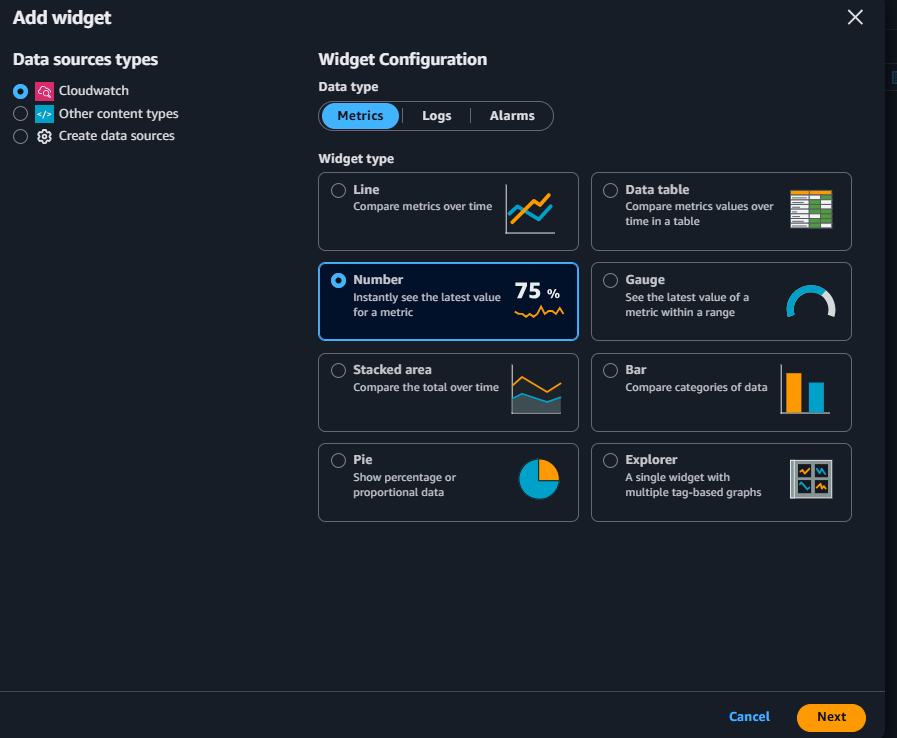 Add widget
Data sources types
Cloudwatch
Other content types
Create data sources
Widget Configuration
Data type
Metrics
Logs
Alarms
Widget type
Line
Compare metrics over time
Data table
Compare metrics values over
time in a table
Number
Instantly see the latest value
for a metric
75 %
Gauge
See the latest value of a
metric within a range
Stacked area
Compare the total over time
Bar
Compare categories of data
Pie
Show percentage or
proportional data
Explorer
A single widget with
multiple tag-based graphs
Cancel
Next